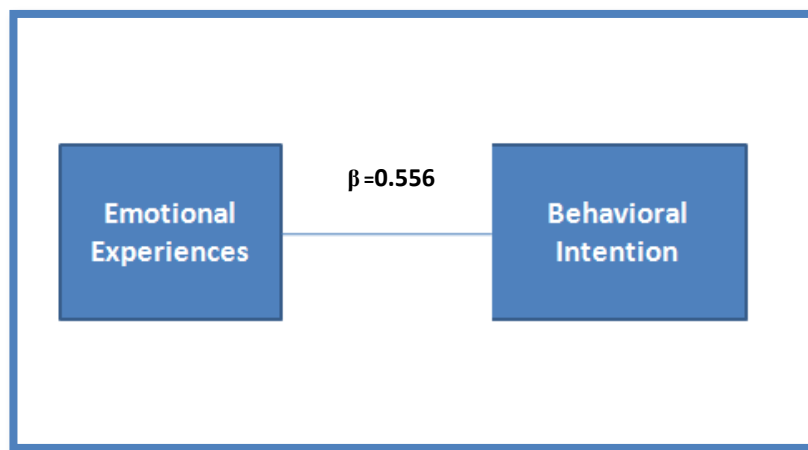 β =0.556
Emotional
Experiences
Behavioral
Intention